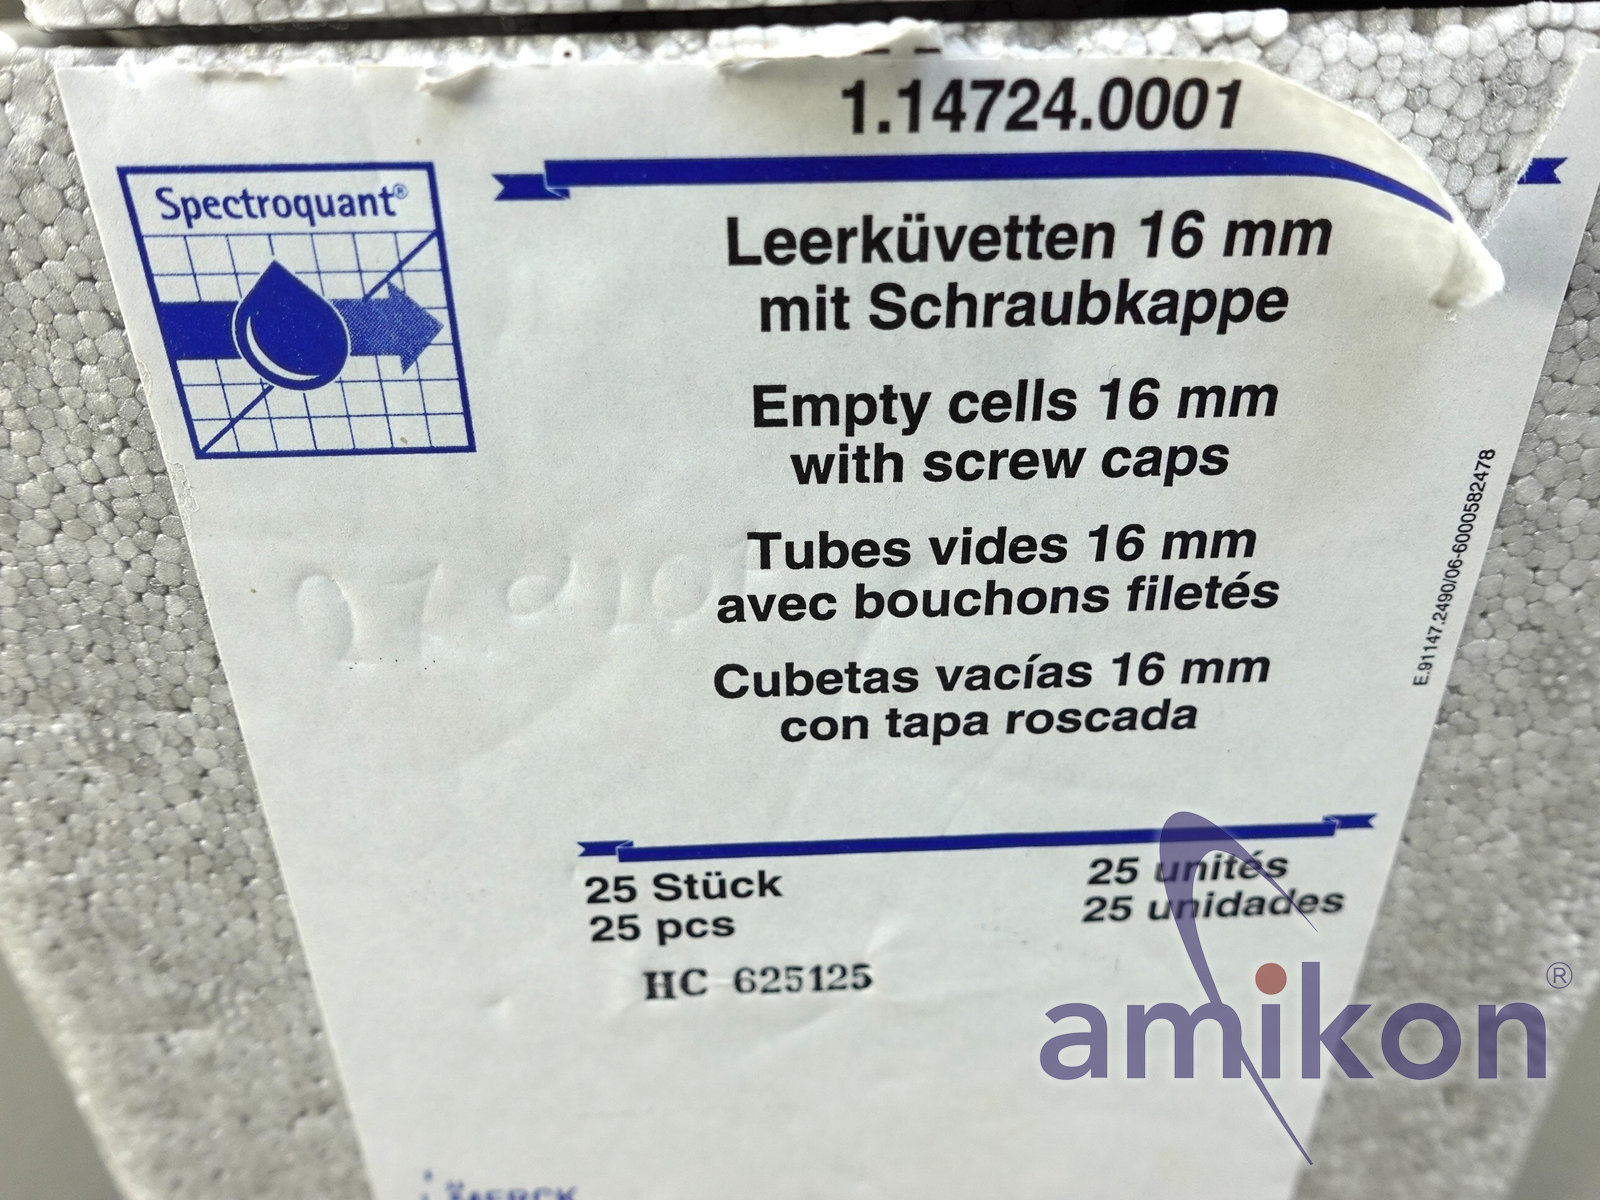 1.14724.0001
Spectroquant®
Leerküvetten 16 mm
mit Schraubkappe
Empty cells 16 mm
with screw caps
Tubes vides 16 mm
avec bouchons filetés
Cubetas vacías 16 mm
con tapa roscada
E.91147.2490/06-6000582478
25 Stück
25 pcs
25 unités
25 unidades
HC 625125
amikon®
MERCK